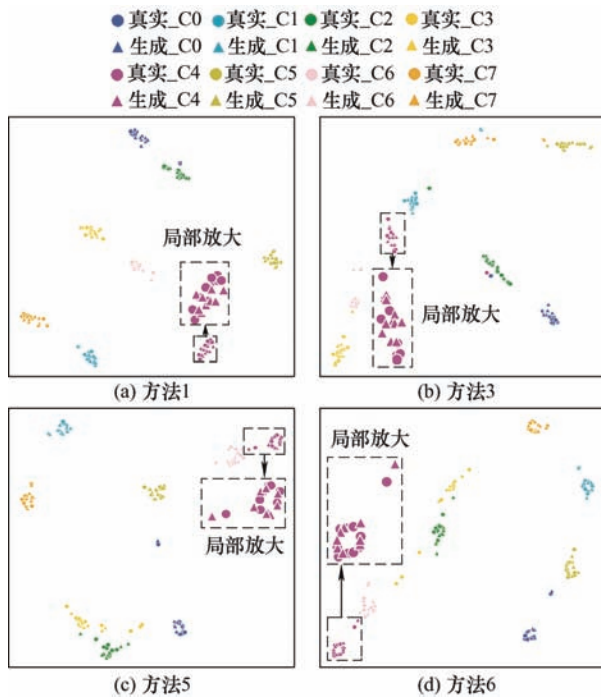 真实_C0 真实_C1 真实_C2 真实_C3
生成_C0 生成_C1 生成_C2 生成_C3
真实_C4 真实_C5 真实_C6 真实_C7
生成_C4 生成_C5 生成_C6 生成_C7
局部放大
局部放大
(a) 方法1
(b) 方法3
局部放大
局部放大
(c) 方法5
(d) 方法6